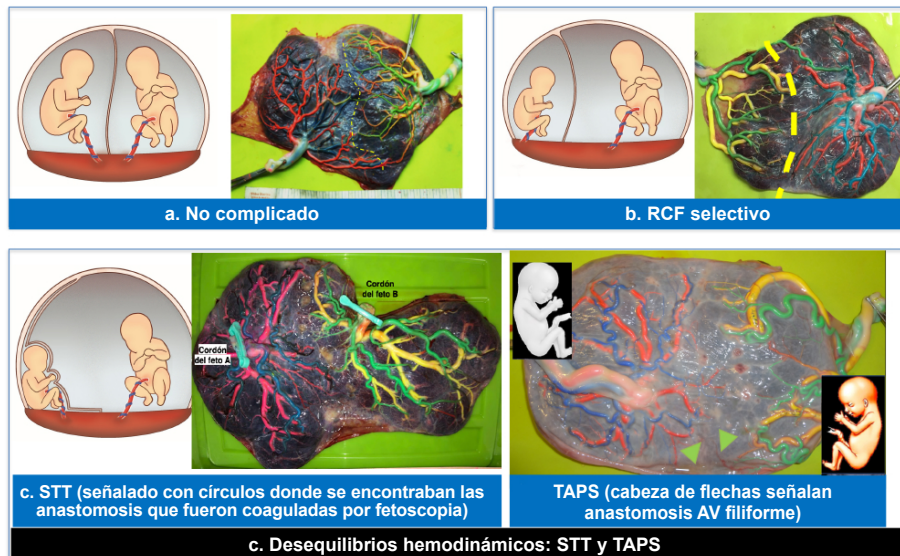 a. No complicado
b. RCF selectivo
Cordón
del feto B
Cordón
del feto A
c. STT (señalado con círculos donde se encontraban las
anastomosis que fueron coaguladas por fetoscopia)
TAPS (cabeza de flechas señalan
anastomosis AV filiforme)
c. Desequilibrios hemodinámicos: STT y TAPS